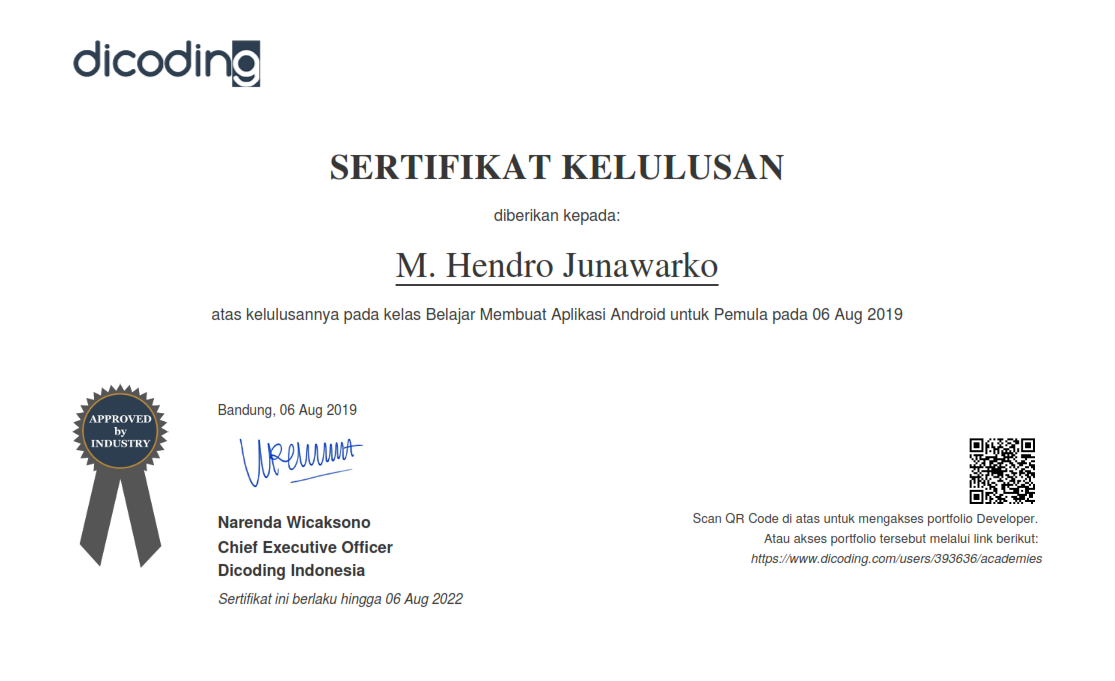 dicoding
SERTIFIKAT KELULUSAN
diberikan kepada:
M. Hendro Junawarko
atas kelulusannya pada kelas Belajar Membuat Aplikasi Android untuk Pemula pada 06 Aug 2019
APPROVED
by
INDUSTRY
Bandung, 06 Aug 2019
Narenda Wicaksono
Chief Executive Officer
Dicoding Indonesia
Sertifikat ini berlaku hingga 06 Aug 2022
Scan QR Code di atas untuk mengakses portfolio Developer.
Atau akses portfolio tersebut melalui link berikut:
https://www.dicoding.com/users/393636/academies